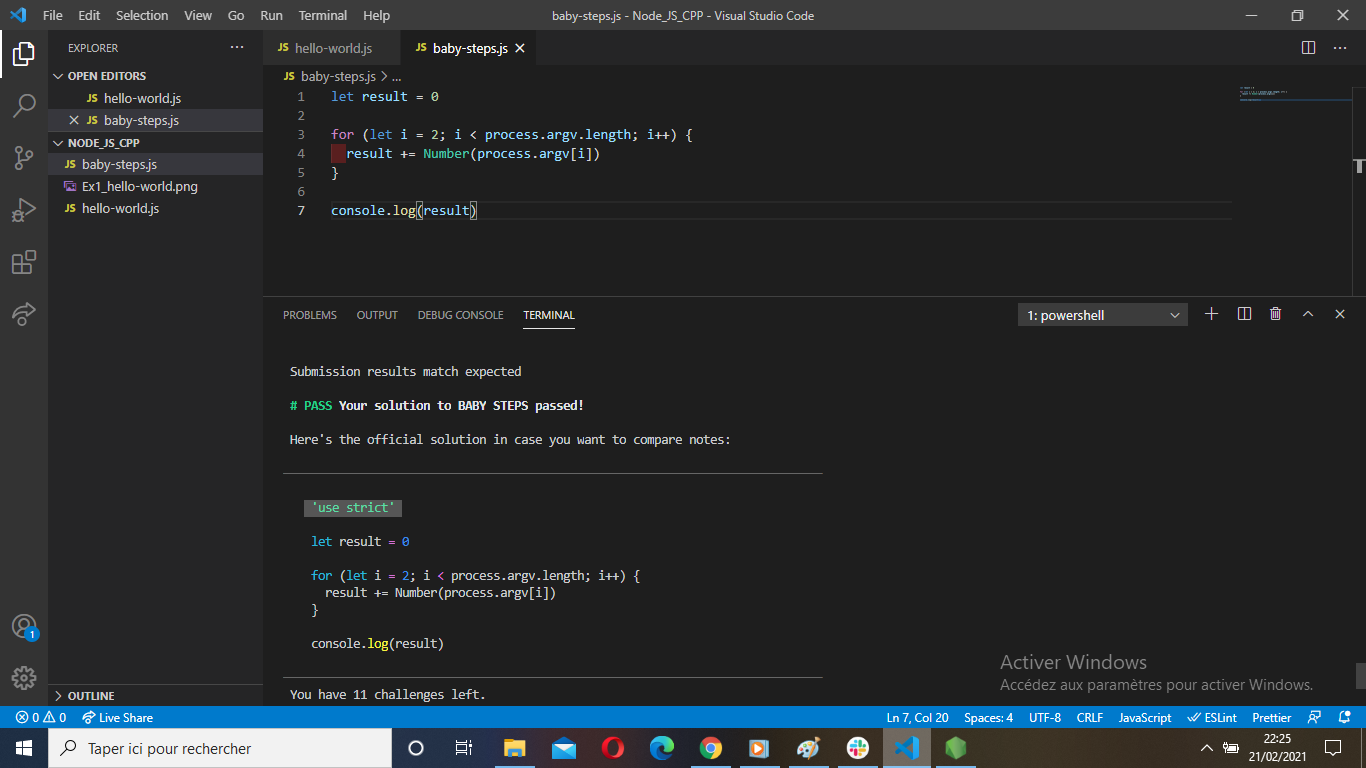 File Edit Selection View Go Run Terminal Help
baby-steps.js - Node_JS_CPP - Visual Studio Code
EXPLORER
OPEN EDITORS
JS hello-world.js
JS baby-steps.js
NODE_JS_CPP
JS baby-steps.js
Ex1_hello-world.png
JS hello-world.js
OUTLINE
JS hello-world.js
JS baby-steps.js
JS baby-steps.js > ...
1 let result = 0
2
3 for (let i = 2; i < process.argv.length; i++) {
4 result += Number(process.argv[i])
5 }
6
7 console.log(result)
PROBLEMS OUTPUT DEBUG CONSOLE TERMINAL
1: powershell
Submission results match expected
# PASS Your solution to BABY STEPS passed!
Here's the official solution in case you want to compare notes:
'use strict'
let result = 0
for (let i = 2; i < process.argv.length; i++) {
result += Number(process.argv[i])
}
console.log(result)
You have 11 challenges left.
Activer Windows
Accédez aux paramètres pour activer Windows.
1
0 0 Live Share
Ln 7, Col 20 Spaces: 4 UTF-8 CRLF JavaScript ESLint Prettier
Taper ici pour rechercher
22:25
21/02/2021